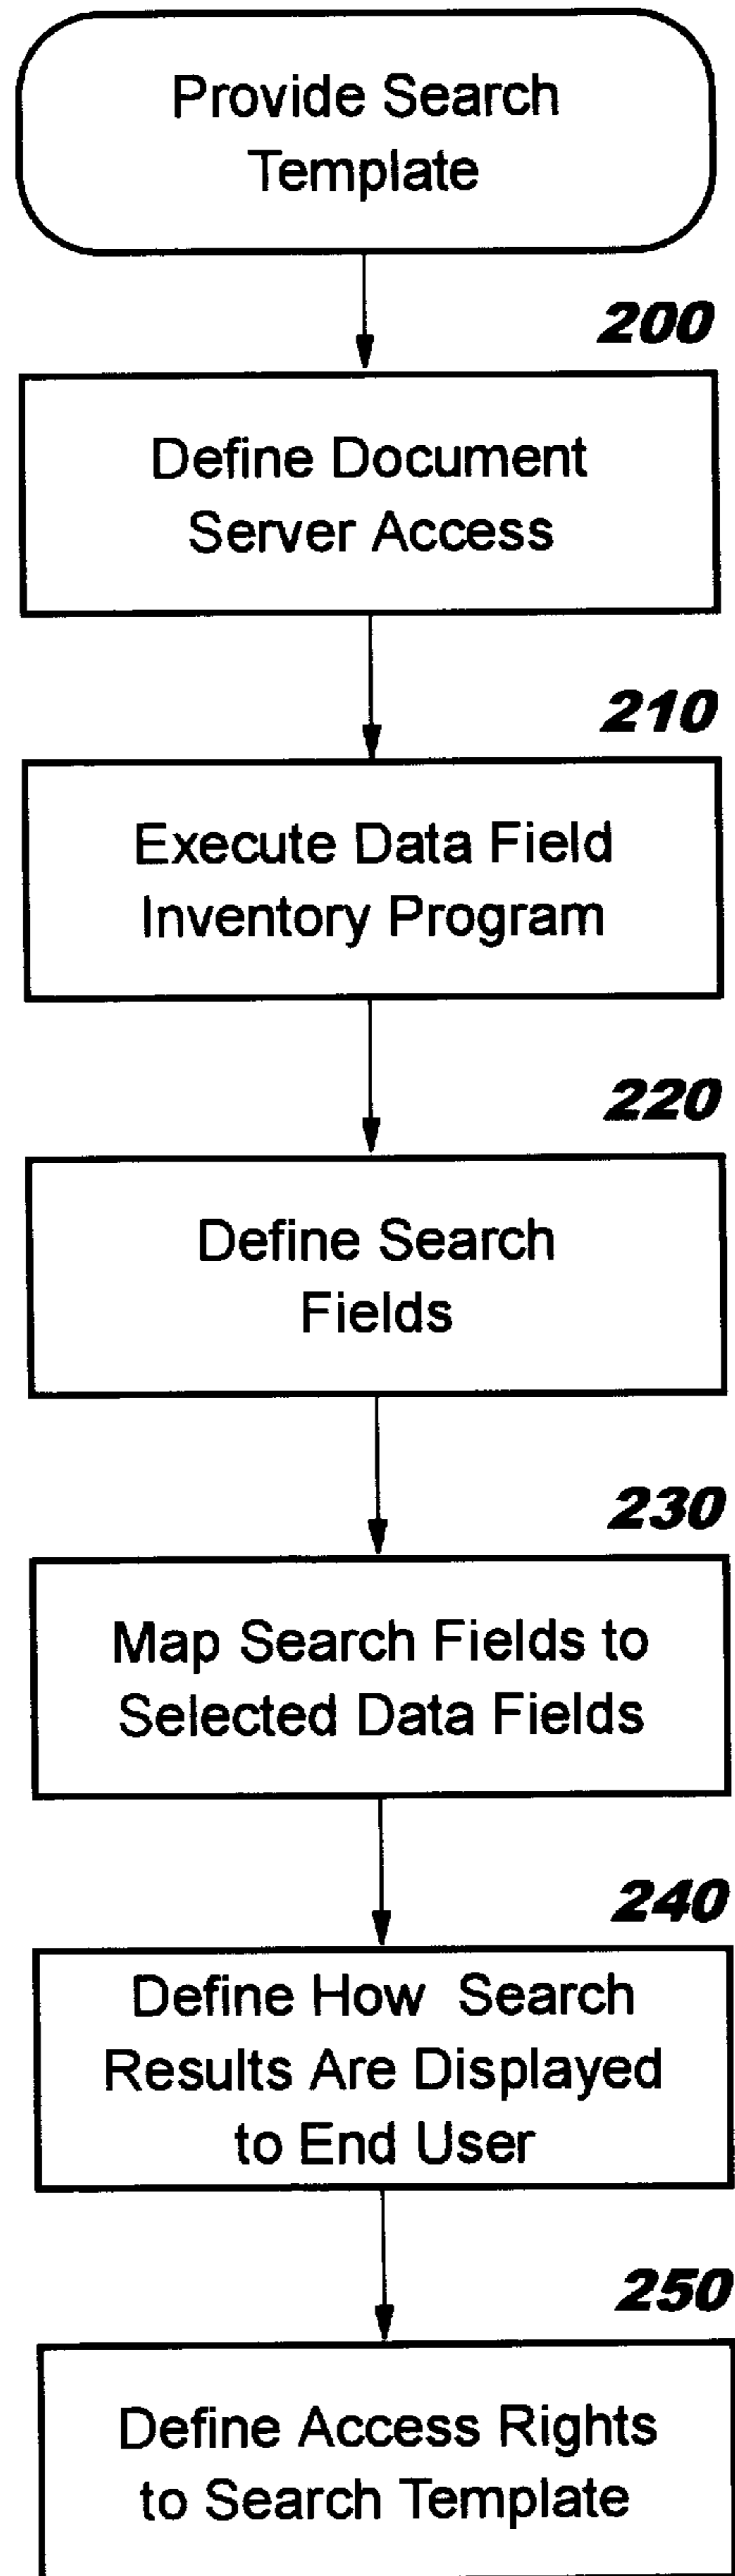 Provide Search
Template
200
Define Document
Server Access
210
Execute Data Field
Inventory Program
220
Define Search
Fields
230
Map Search Fields to
Selected Data Fields
240
Define How Search
Results Are Displayed
to End User
250
Define Access Rights
to Search Template